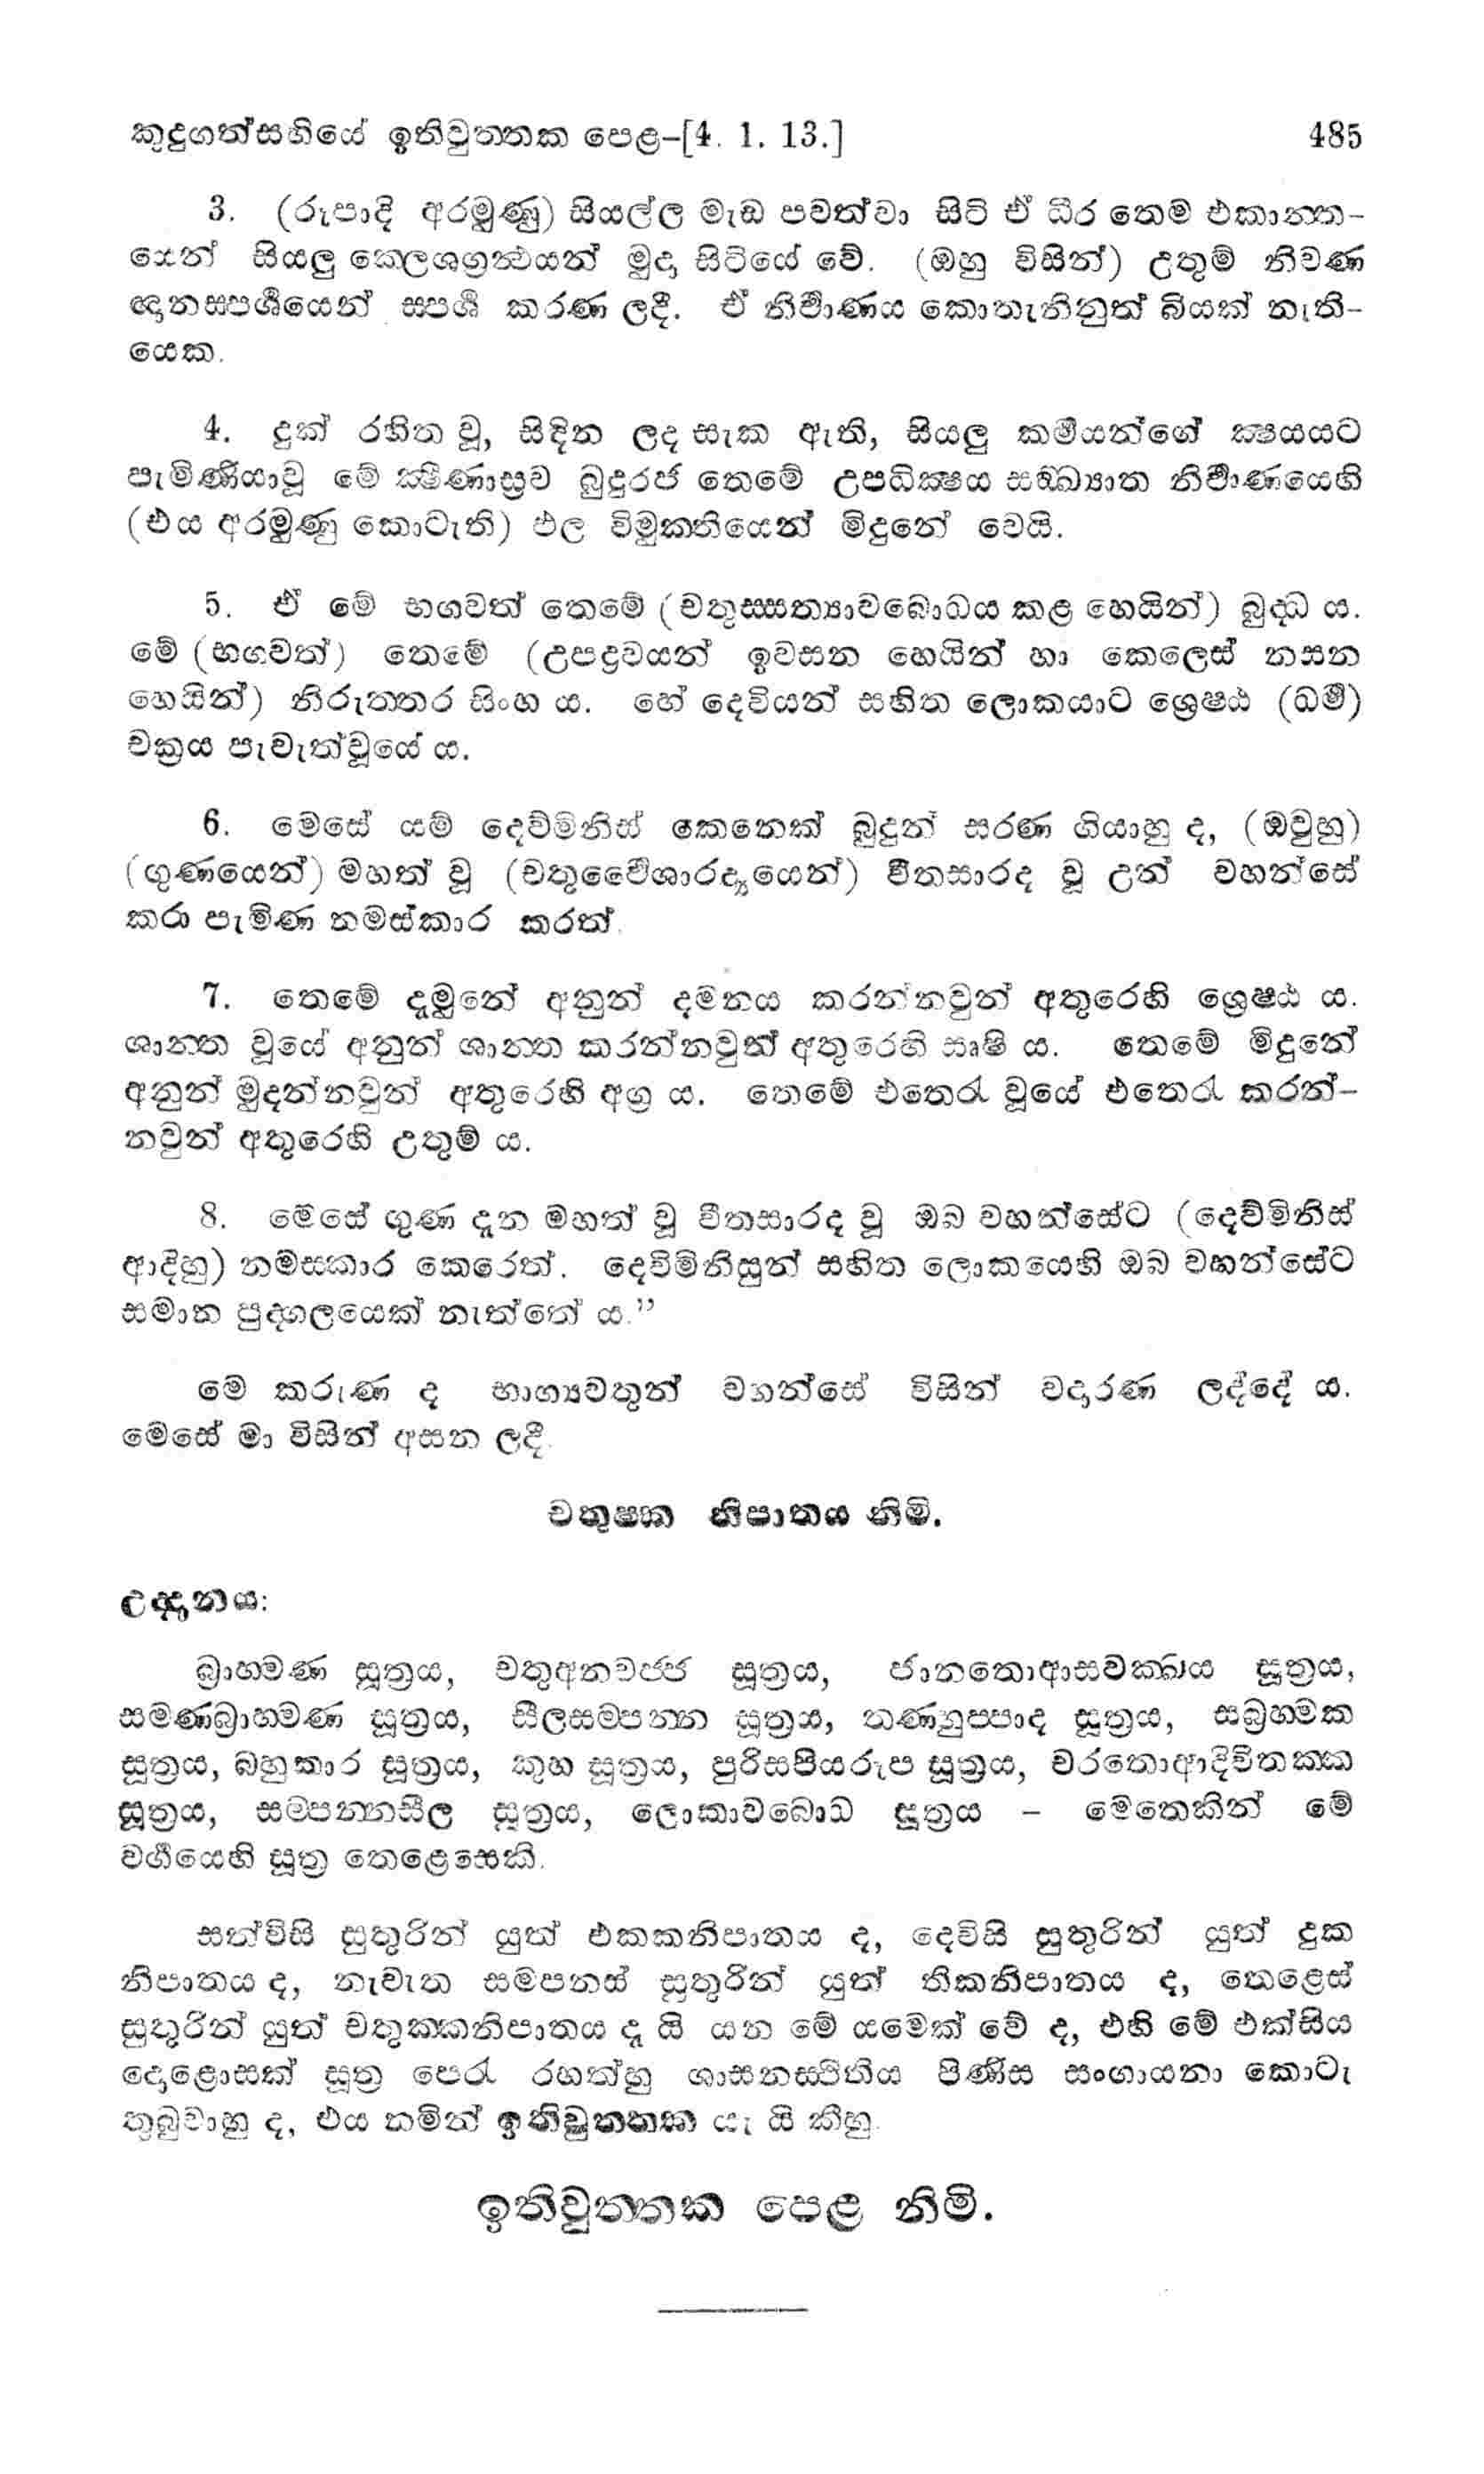 කුදුගත්සඟියේ ඉතිවුත්තක පෙළ–[4. 1. 13.] 485
3. (රූපාදි අරමුණු) සියල්ල මැඩ පවත්වා සිටි ඒ ධීර තෙම එකාන්ත-
යෙන් සියලු ක්ලෙශග්‍රන්ථයන් මුදා සිටියේ වේ. (ඔහු විසින්) උතුම් නිවණ
ඥානස්පර්ශයෙන් ස්පර්ශ කරණ ලදී. ඒ නිර්වාණය කොතැනිනුත් බියක් නැති-
යෙක.
4. දුක් රහිත වූ, සිඳින ලද සැක ඇති, සියලු කර්මයන්ගේ ක්‍ෂයයට
පැමිණියාවූ මේ ක්‍ෂීණාස්‍රව බුදුරජ තෙමේ උපධික්‍ෂය සඞ්ඛ්‍යාත නිර්වාණයෙහි
(එය අරමුණු කොටැති) ඵල විමුක්තියෙන් මිදුනේ වෙයි.
5. ඒ මේ භගවත් තෙමේ (චතුස්සත්‍යාවබොධය කළ හෙයින්) බුද්ධ ය.
මේ (භගවත්) තෙමේ (උපද්‍රවයන් ඉවසන හෙයින් හා කෙලෙස් නසන
හෙයින්) නිරුත්තර සිංහ ය. හේ දෙවියන් සහිත ලොකයාට ශ්‍රෙෂ්ඨ (ධර්ම)
චක්‍රය පැවැත්වූයේ ය.
6. මෙසේ යම් දෙව්මිනිස් කෙනෙක් බුදුන් සරණ ගියාහු ද, (ඔවුහු)
(ගුණයෙන්) මහත් වූ (චතුර්වෛශාරද්‍යයෙන්) වීතසාරද වූ උන් වහන්සේ
කරා පැමිණ නමස්කාර කරත්.
7. තෙමේ දැමුනේ අනුන් දමනය කරන්නවුන් අතුරෙහි ශ්‍රෙෂ්ඨ ය.
ශාන්ත වූයේ අනුන් ශාන්ත කරන්නවුන් අතුරෙහි ඍෂි ය. තෙමේ මිදුනේ
අනුන් මුදන්නවුන් අතුරෙහි අග්‍ර ය. තෙමේ එතෙර වූයේ එතෙර කරන්-
නවුන් අතුරෙහි උතුම් ය.
8. මෙසේ ගුණ දැන මහත් වූ වීතසාරද වූ ඔබ වහන්සේට (දෙව්මිනිස්
ආදිහු) නමස්කාර කෙරෙත්. දෙව්මිනිසුන් සහිත ලොකයෙහි ඔබ වහන්සේට
සමාන පුද්ගලයෙක් නැත්තේ ය.”
මෙ කරුණ ද භාග්‍යවතුන් වහන්සේ විසින් වදාරණ ලද්දේ ය.
මෙසේ මා විසින් අසන ලදී.
චතුෂ්ක නිපාතය නිමි.
උද්දානය:
බ්‍රාහ්මණ සූත්‍රය, චතුඅනවජ්ජ සූත්‍රය, ජානතොආසවක්ඛය සූත්‍රය,
සමණබ්‍රාහ්මණ සූත්‍රය, සීලසම්පන්න සූත්‍රය, තණ්හුප්පාද සූත්‍රය, සබ්‍රහ්මක
සූත්‍රය, බහුකාර සූත්‍රය, කුහ සූත්‍රය, පුරිසපියරූප සූත්‍රය, චරතොආදිවිතක්ක
සූත්‍රය, සම්පන්නසීල සූත්‍රය, ලොකාවබොධ සූත්‍රය – මෙතෙකින් මේ
වර්ගයෙහි සූත්‍ර තෙළෙසෙකි.
සත්විසි සුතුරින් යුත් එකකනිපාතය ද, දෙවිසි සුතුරින් යුත් දුක
නිපාතය ද, නැවැත සමපනස් සුතුරින් යුත් තිකනිපාතය ද, තෙළෙස්
සුතුරින් යුත් චතුක්කනිපාතය ද යි යන මේ යමෙක් වේ ද, එහි මේ එක්සිය
දොළොසක් සූත්‍ර පෙර රහත්හු ශාසනස්ථිතිය පිණිස සංගායනා කොටැ
තුබුවාහු ද, එය නමින් ඉතිවුත්තක යැ යි කීහු.
ඉතිවුත්තක පෙළ නිමි.